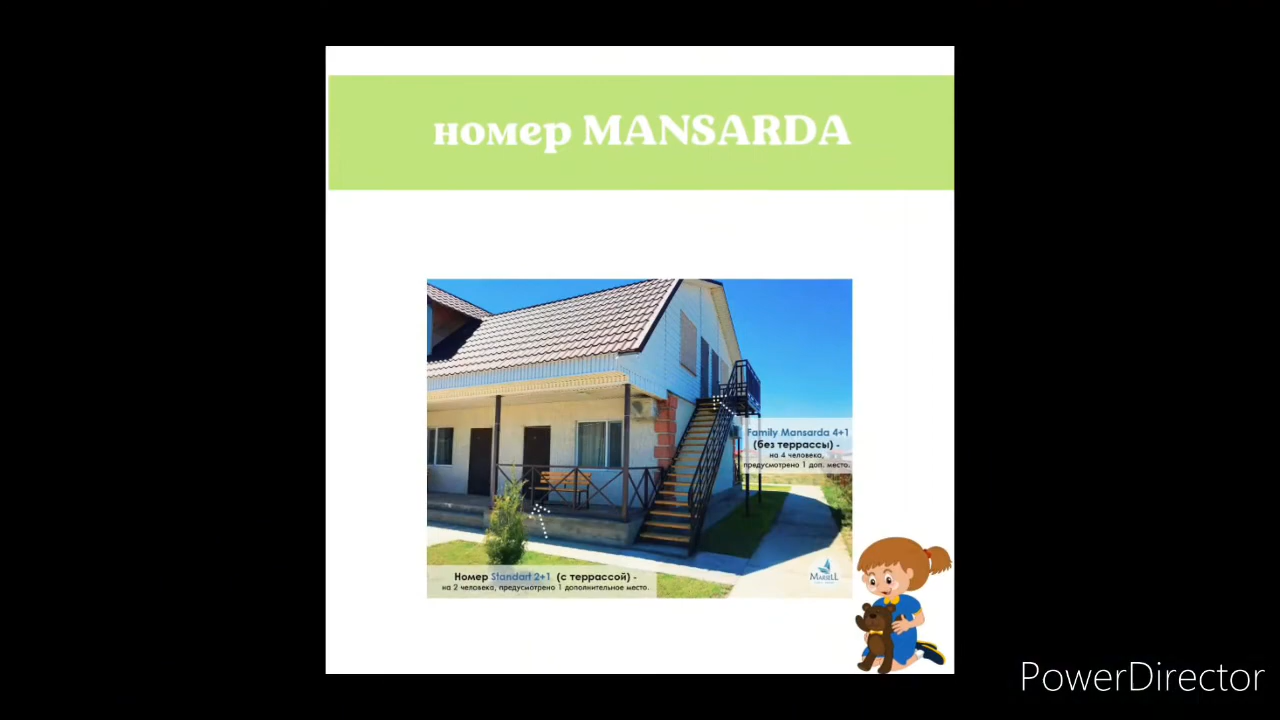 номер MANSARDA
Family Mansarda 4+1
(без террассы) -
на 4 человека,
предусмотрено 1 доп. место.
Номер Standart 2+1 (с террассой) -
на 2 человека, предусмотрено 1 дополнительное место.
PowerDirector